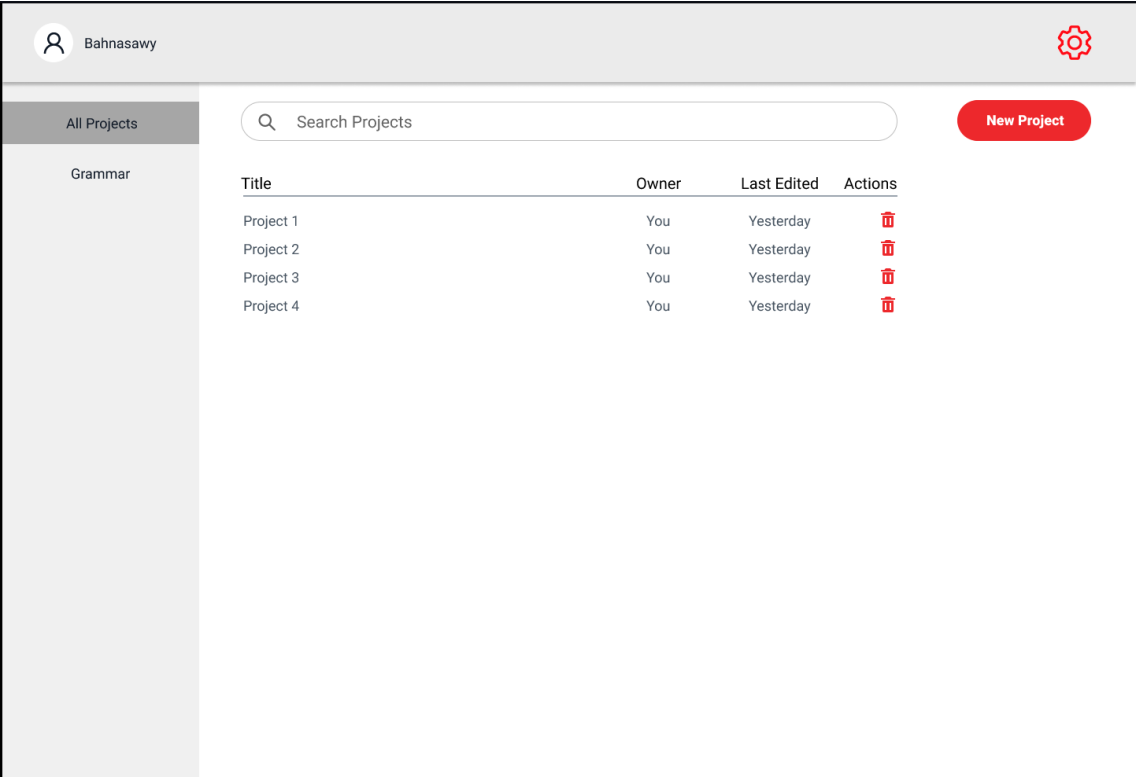 Bahnasawy
All Projects
Grammar
Search Projects
New Project
Title Owner Last Edited Actions
Project 1 You Yesterday
Project 2 You Yesterday
Project 3 You Yesterday
Project 4 You Yesterday